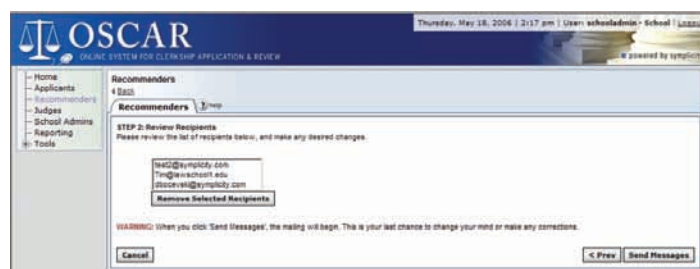 Thursday, May 18, 2006 | 2:17 pm | User: schooladmin - School | Logout
OSCAR
ONLINE SYSTEM FOR CLERKSHIP APPLICATION & REVIEW
powered by symplicity
Home
Applicants
Recommenders
Judges
School Admins
Reporting
Tools
Recommenders
Back
Recommenders ? Help
STEP 2: Review Recipients
Please review the list of recipients below, and make any desired changes.
test2@symplicity.com
Tim@lawschool1.edu
@symplicity.com
Remove Selected Recipients
WARNING: When you click 'Send Messages', the mailing will begin. This is your last chance to change your mind or make any corrections.
Cancel
< Prev
Send Messages